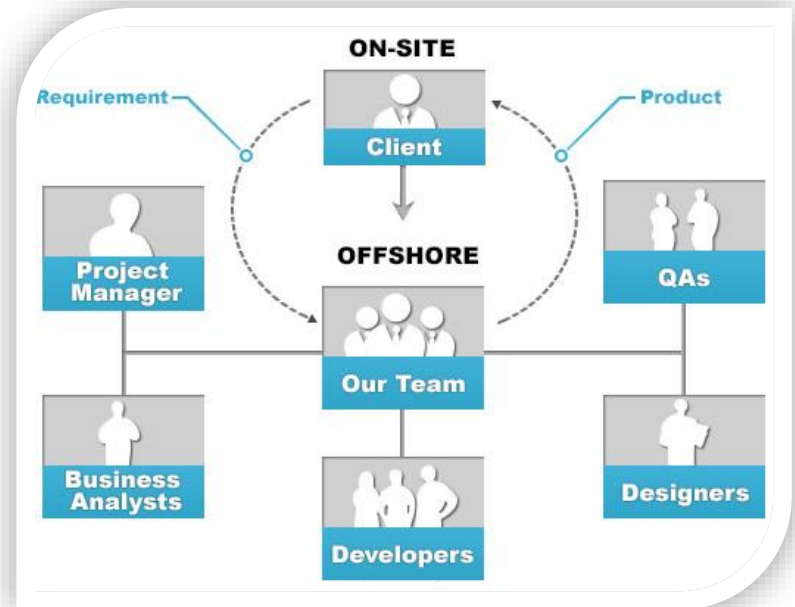 ON-SITE
Requirement
Product
Client
OFFSHORE
Project
Manager
QAs
Our Team
Business
Analysts
Designers
Developers